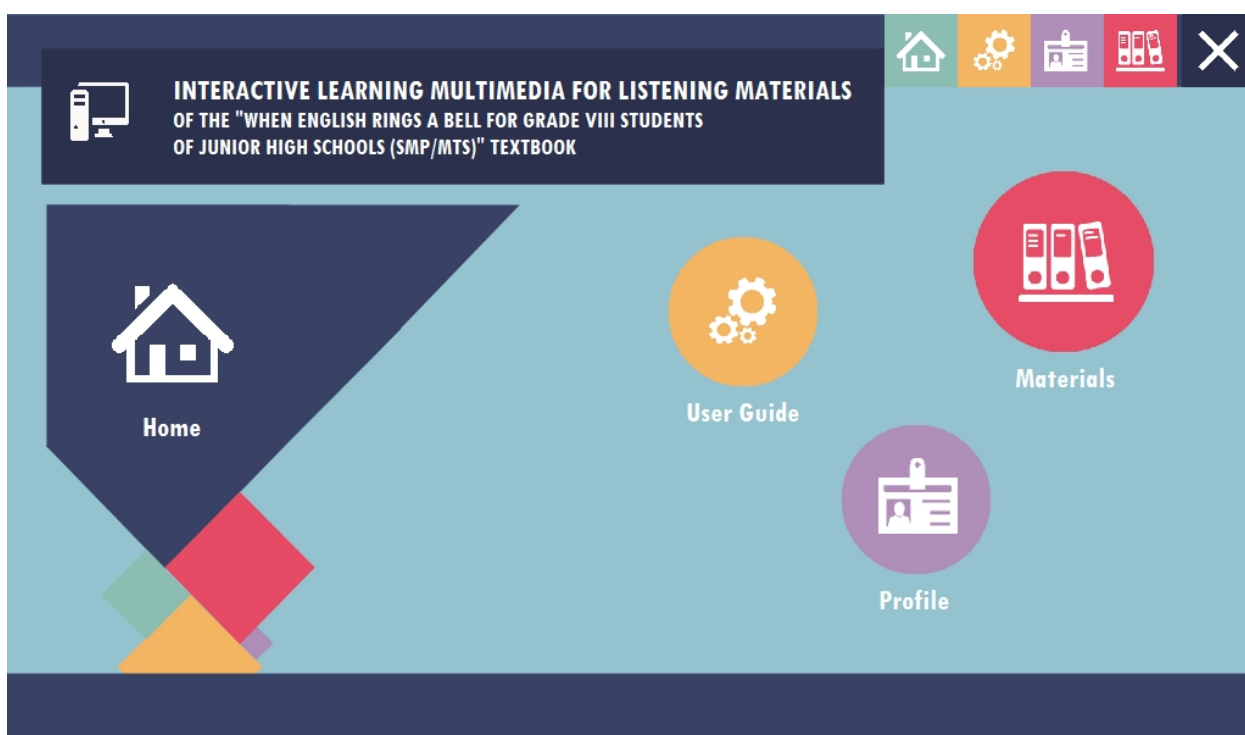 INTERACTIVE LEARNING MULTIMEDIA FOR LISTENING MATERIALS
OF THE "WHEN ENGLISH RINGS A BELL FOR GRADE VIII STUDENTS
OF JUNIOR HIGH SCHOOLS (SMP/MTS)" TEXTBOOK
Home
User Guide
Materials
Profile